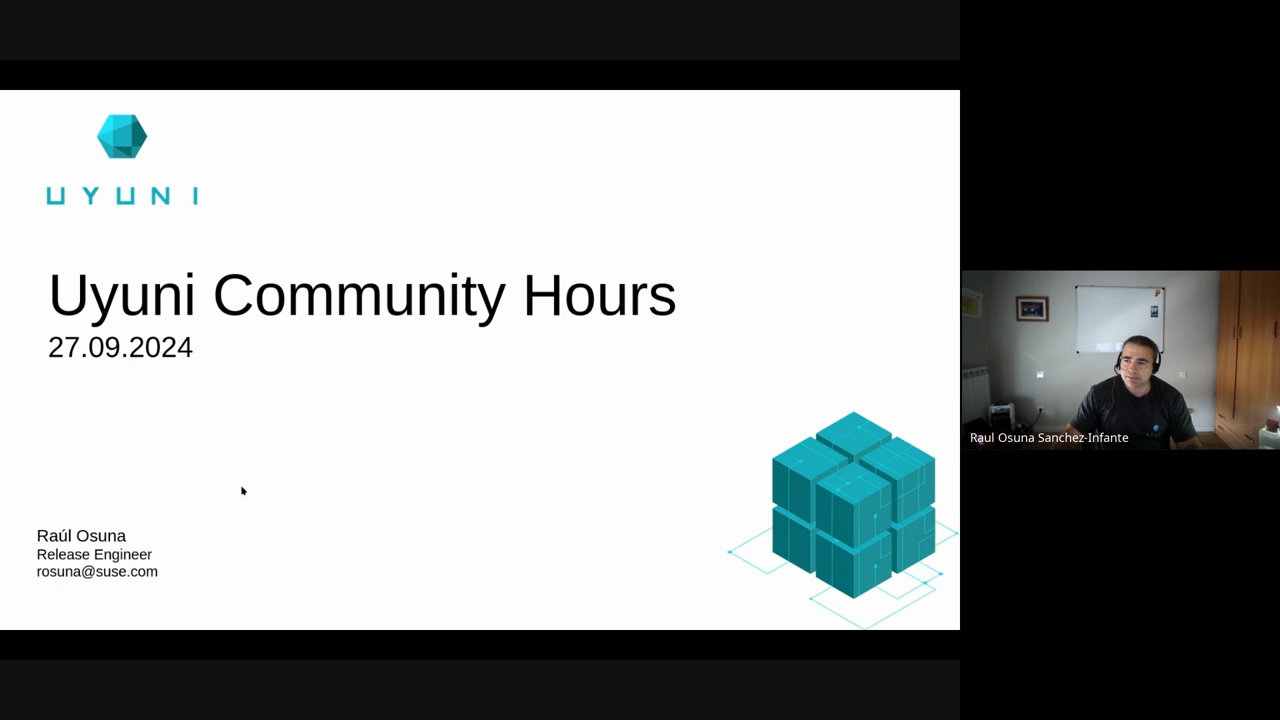 UYUNI
Uyuni Community Hours
27.09.2024
Raúl Osuna
Release Engineer
rosuna@suse.com
Raul Osuna Sanchez-Infante